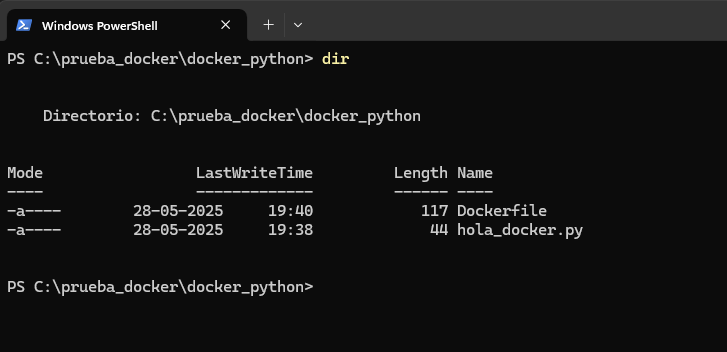 Windows PowerShell
PS C:\prueba_docker\docker_python> dir
Directorio: C:\prueba_docker\docker_python
Mode                 LastWriteTime         Length Name
----                 -------------         ------ ----
-a----        28-05-2025     19:40            117 Dockerfile
-a----        28-05-2025     19:38             44 hola_docker.py
PS C:\prueba_docker\docker_python>